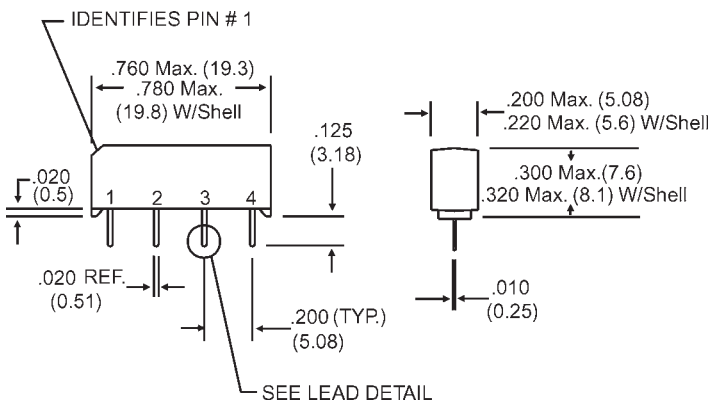 IDENTIFIES PIN # 1
.760 Max. (19.3)
.780 Max.
(19.8) W/Shell
.200 Max. (5.08)
.220 Max. (5.6) W/Shell
.125
(3.18)
.020
(0.5)
.300 Max.(7.6)
.320 Max. (8.1) W/Shell
1 2 3 4
.020 REF.
(0.51)
.200 (TYP.)
(5.08)
.010
(0.25)
SEE LEAD DETAIL